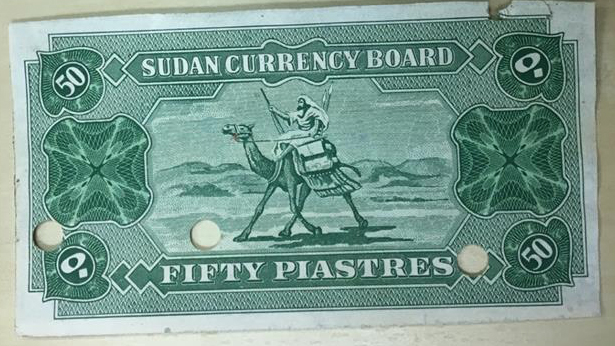 50
SUDAN CURRENCY BOARD
٥٠
٥٠
FIFTY PIASTRES
50